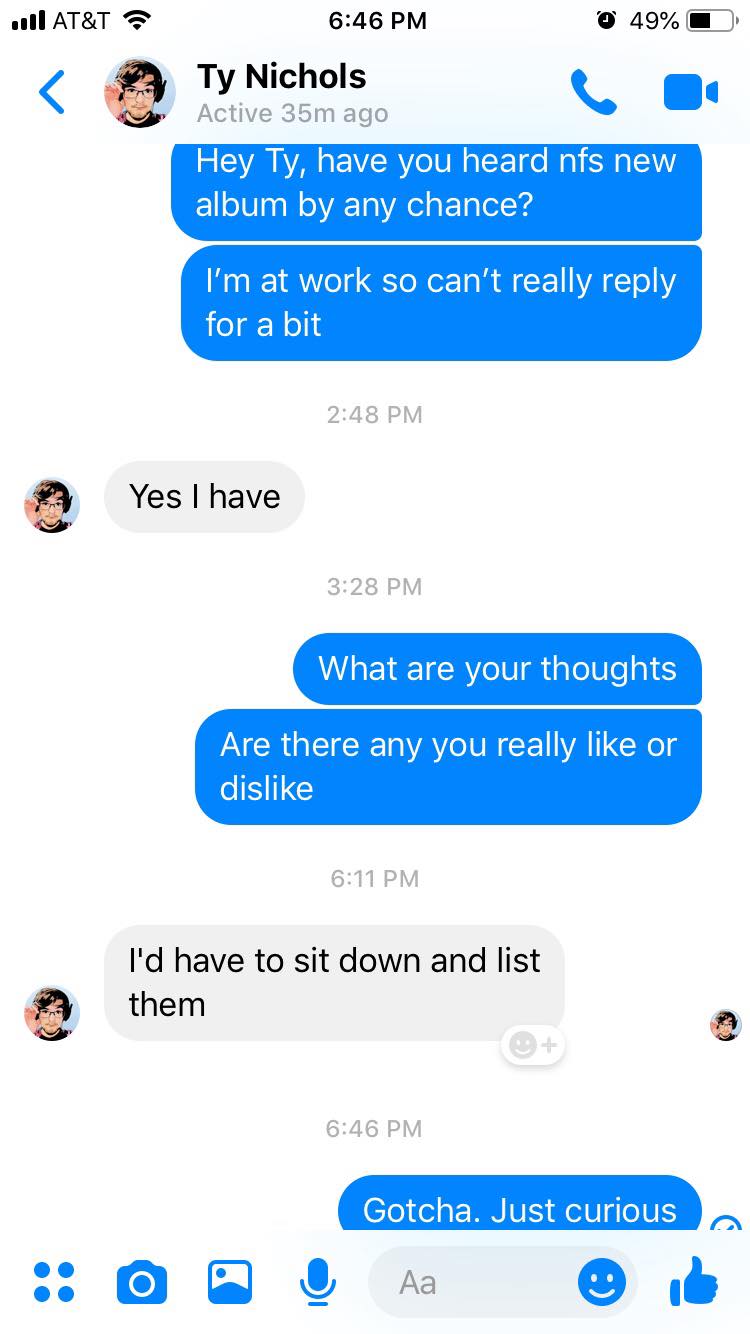 AT&T 6:46 PM 49%
Ty Nichols
Active 35m ago
Hey Ty, have you heard nfs new
album by any chance?
I’m at work so can’t really reply
for a bit
2:48 PM
Yes I have
3:28 PM
What are your thoughts
Are there any you really like or
dislike
6:11 PM
I'd have to sit down and list
them
6:46 PM
Gotcha. Just curious
Aa